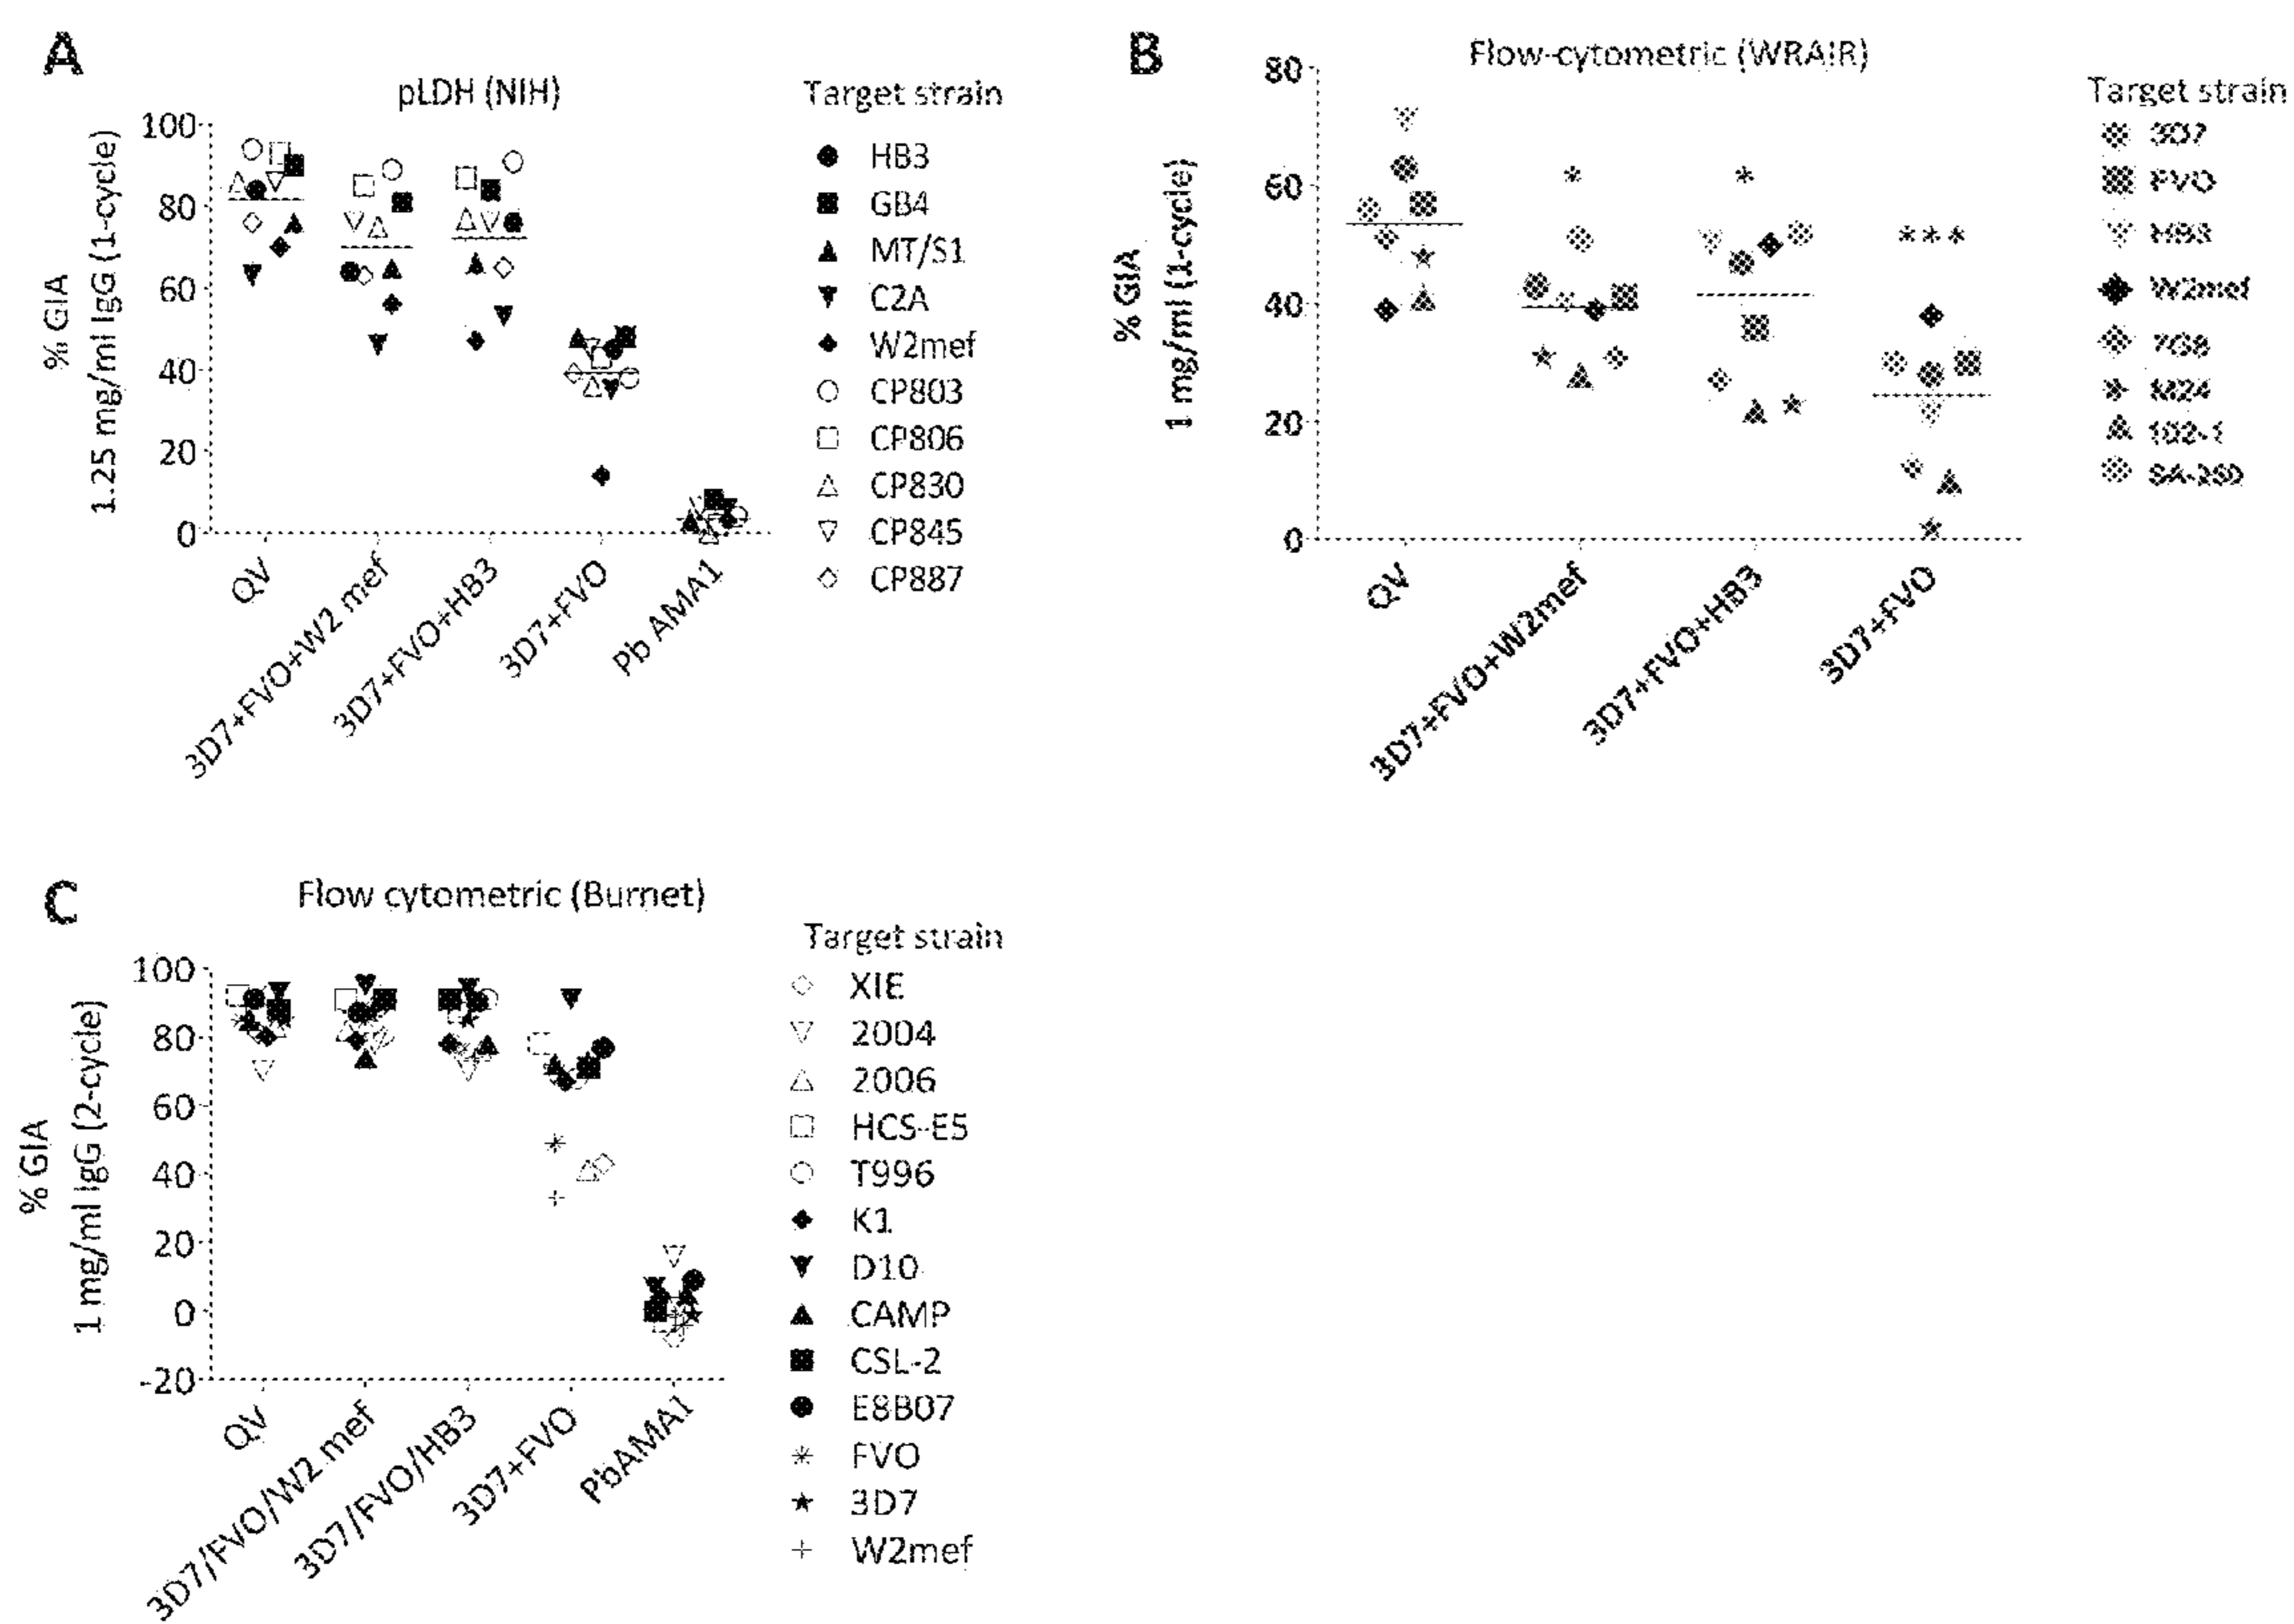 A
pLDH (NIH)
% GIA
1.25 mg/ml IgG (1-cycle)
100
80
60
40
20
0
QV
3D7+FVO+W2 mef
3D7+FVO+HB3
3D7+FVO
Pb AMA1
Target strain
HB3
GB4
MT/S1
C2A
W2mef
CP803
CP806
CP830
CP845
CP887
B
Flow-cytometric (WRAIR)
% GIA
1 mg/ml (1-cycle)
80
60
40
20
0
*
*
***
QV
3D7+FVO+W2mef
3D7+FVO+HB3
3D7+FVO
Target strain
3D7
FVO
HB3
W2mef
7G8
M24
102-1
C
Flow cytometric (Burnet)
% GIA
1 mg/ml IgG (2-cycle)
100
80
60
40
20
0
-20
QV
3D7/FVO/W2 mef
3D7/FVO/HB3
3D7+FVO
PbAMA1
Target strain
XIE
2004
2006
HCS-E5
T996
K1
D10
CAMP
CSL-2
E8B07
FVO
3D7
W2mef